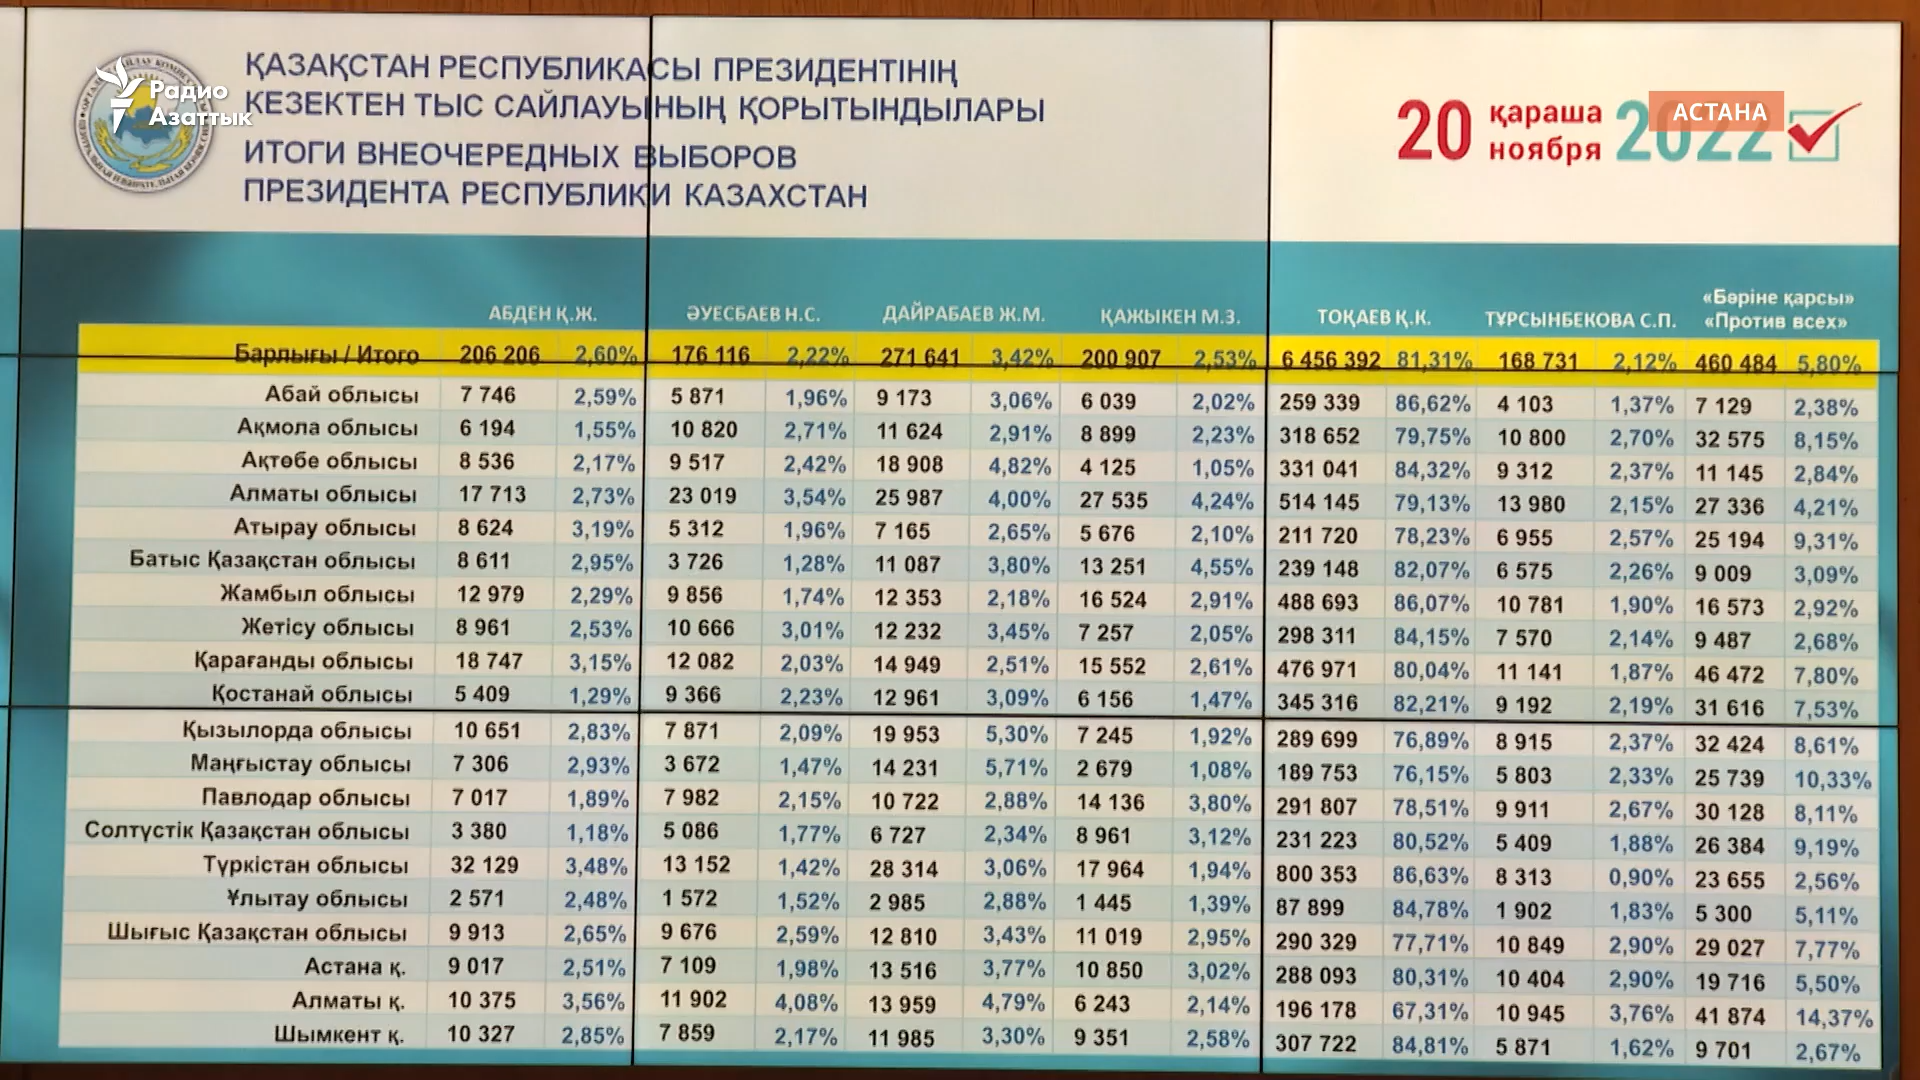 Радио
Азаттык
ҚАЗАҚСТАН РЕСПУБЛИКАСЫ ПРЕЗИДЕНТІНІҢ
КЕЗЕКТЕН ТЫС САЙЛАУЫНЫҢ ҚОРЫТЫНДЫЛАРЫ
ИТОГИ ВНЕОЧЕРЕДНЫХ ВЫБОРОВ
ПРЕЗИДЕНТА РЕСПУБЛИКИ КАЗАХСТАН
20 қараша
ноября 2022
АСТАНА
АБДЕН Қ.Ж. ӘУЕСБАЕВ Н.С. ДАЙРАБАЕВ Ж.М. ҚАЖЫКЕН М.З. ТОҚАЕВ Қ.К. ТҰРСЫНБЕКОВА С.П. «Бәріне қарсы»
«Против всех»
Барлығы / Итого 206 206 2,60% 176 116 2,22% 271 641 3,42% 200 907 2,53% 6 456 392 81,31% 168 731 2,12% 460 484 5,80%
Абай облысы 7 746 2,59% 5 871 1,96% 9 173 3,06% 6 039 2,02% 259 339 86,62% 4 103 1,37% 7 129 2,38%
Ақмола облысы 6 194 1,55% 10 820 2,71% 11 624 2,91% 8 899 2,23% 318 652 79,75% 10 800 2,70% 32 575 8,15%
Ақтөбе облысы 8 536 2,17% 9 517 2,42% 18 908 4,82% 4 125 1,05% 331 041 84,32% 9 312 2,37% 11 145 2,84%
Алматы облысы 17 713 2,73% 23 019 3,54% 25 987 4,00% 27 535 4,24% 514 145 79,13% 13 980 2,15% 27 336 4,21%
Атырау облысы 8 624 3,19% 5 312 1,96% 7 165 2,65% 5 676 2,10% 211 720 78,23% 6 955 2,57% 25 194 9,31%
Батыс Қазақстан облысы 8 611 2,95% 3 726 1,28% 11 087 3,80% 13 251 4,55% 239 148 82,07% 6 575 2,26% 9 009 3,09%
Жамбыл облысы 12 979 2,29% 9 856 1,74% 12 353 2,18% 16 524 2,91% 488 693 86,07% 10 781 1,90% 16 573 2,92%
Жетісу облысы 8 961 2,53% 10 666 3,01% 12 232 3,45% 7 257 2,05% 298 311 84,15% 7 570 2,14% 9 487 2,68%
Қарағанды облысы 18 747 3,15% 12 082 2,03% 14 949 2,51% 15 552 2,61% 476 971 80,04% 11 141 1,87% 46 472 7,80%
Қостанай облысы 5 409 1,29% 9 366 2,23% 12 961 3,09% 6 156 1,47% 345 316 82,21% 9 192 2,19% 31 616 7,53%
Қызылорда облысы 10 651 2,83% 7 871 2,09% 19 953 5,30% 7 245 1,92% 289 699 76,89% 8 915 2,37% 32 424 8,61%
Маңғыстау облысы 7 306 2,93% 3 672 1,47% 14 231 5,71% 2 679 1,08% 189 753 76,15% 5 803 2,33% 25 739 10,33%
Павлодар облысы 7 017 1,89% 7 982 2,15% 10 722 2,88% 14 136 3,80% 291 807 78,51% 9 911 2,67% 30 128 8,11%
Солтүстік Қазақстан облысы 3 380 1,18% 5 086 1,77% 6 727 2,34% 8 961 3,12% 231 223 80,52% 5 409 1,88% 26 384 9,19%
Түркістан облысы 32 129 3,48% 13 152 1,42% 28 314 3,06% 17 964 1,94% 800 353 86,63% 8 313 0,90% 23 655 2,56%
Ұлытау облысы 2 571 2,48% 1 572 1,52% 2 985 2,88% 1 445 1,39% 87 899 84,78% 1 902 1,83% 5 300 5,11%
Шығыс Қазақстан облысы 9 913 2,65% 9 676 2,59% 12 810 3,43% 11 019 2,95% 290 329 77,71% 10 849 2,90% 29 027 7,77%
Астана қ. 9 017 2,51% 7 109 1,98% 13 516 3,77% 10 850 3,02% 288 093 80,31% 10 404 2,90% 19 716 5,50%
Алматы қ. 10 375 3,56% 11 902 4,08% 13 959 4,79% 6 243 2,14% 196 178 67,31% 10 945 3,76% 41 874 14,37%
Шымкент қ. 10 327 2,85% 7 859 2,17% 11 985 3,30% 9 351 2,58% 307 722 84,81% 5 871 1,62% 9 701 2,67%